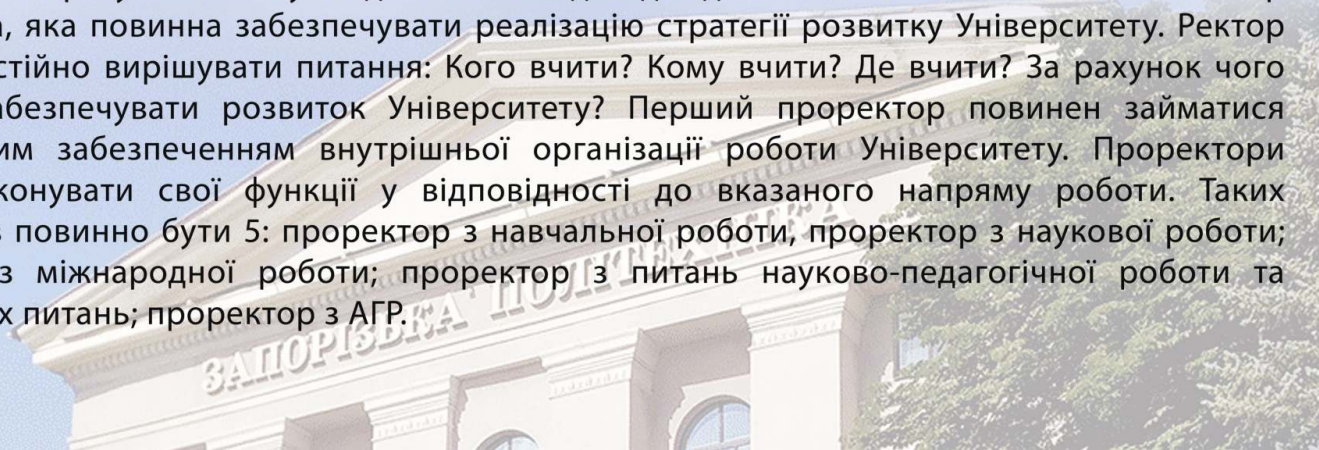 , яка повинна забезпечувати реалізацію стратегії розвитку Університету. Ректор
стійно вирішувати питання: Кого вчити? Кому вчити? Де вчити? За рахунок чого
безпечувати розвиток Університету? Перший проректор повинен займатися
им забезпеченням внутрішньої організації роботи Університету. Проректори
конувати свої функції у відповідності до вказаного напряму роботи. Таких
повинно бути 5: проректор з навчальної роботи, проректор з наукової роботи;
з міжнародної роботи; проректор з питань науково-педагогічної роботи та
х питань; проректор з АГР.
ЗАПОРІЗЬКА ПОЛІТЕХНІКА